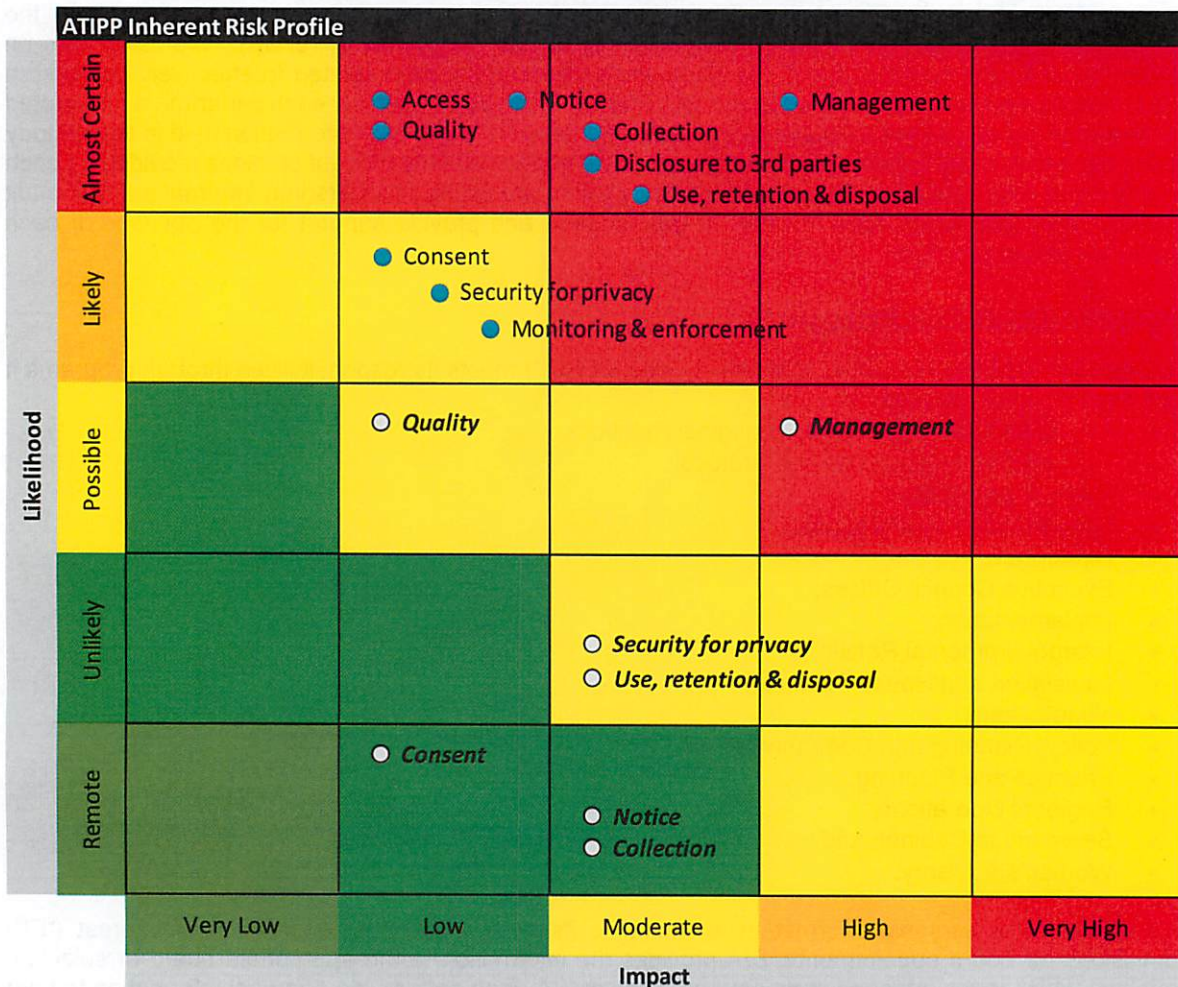 ATIPP Inherent Risk Profile
Likelihood
Almost Certain
Access
Notice
Management
Quality
Collection
Disclosure to 3rd parties
Use, retention & disposal
Likely
Consent
Security for privacy
Monitoring & enforcement
Possible
Quality
Management
Unlikely
Security for privacy
Use, retention & disposal
Remote
Consent
Notice
Collection
Very Low
Low
Moderate
High
Very High
Impact